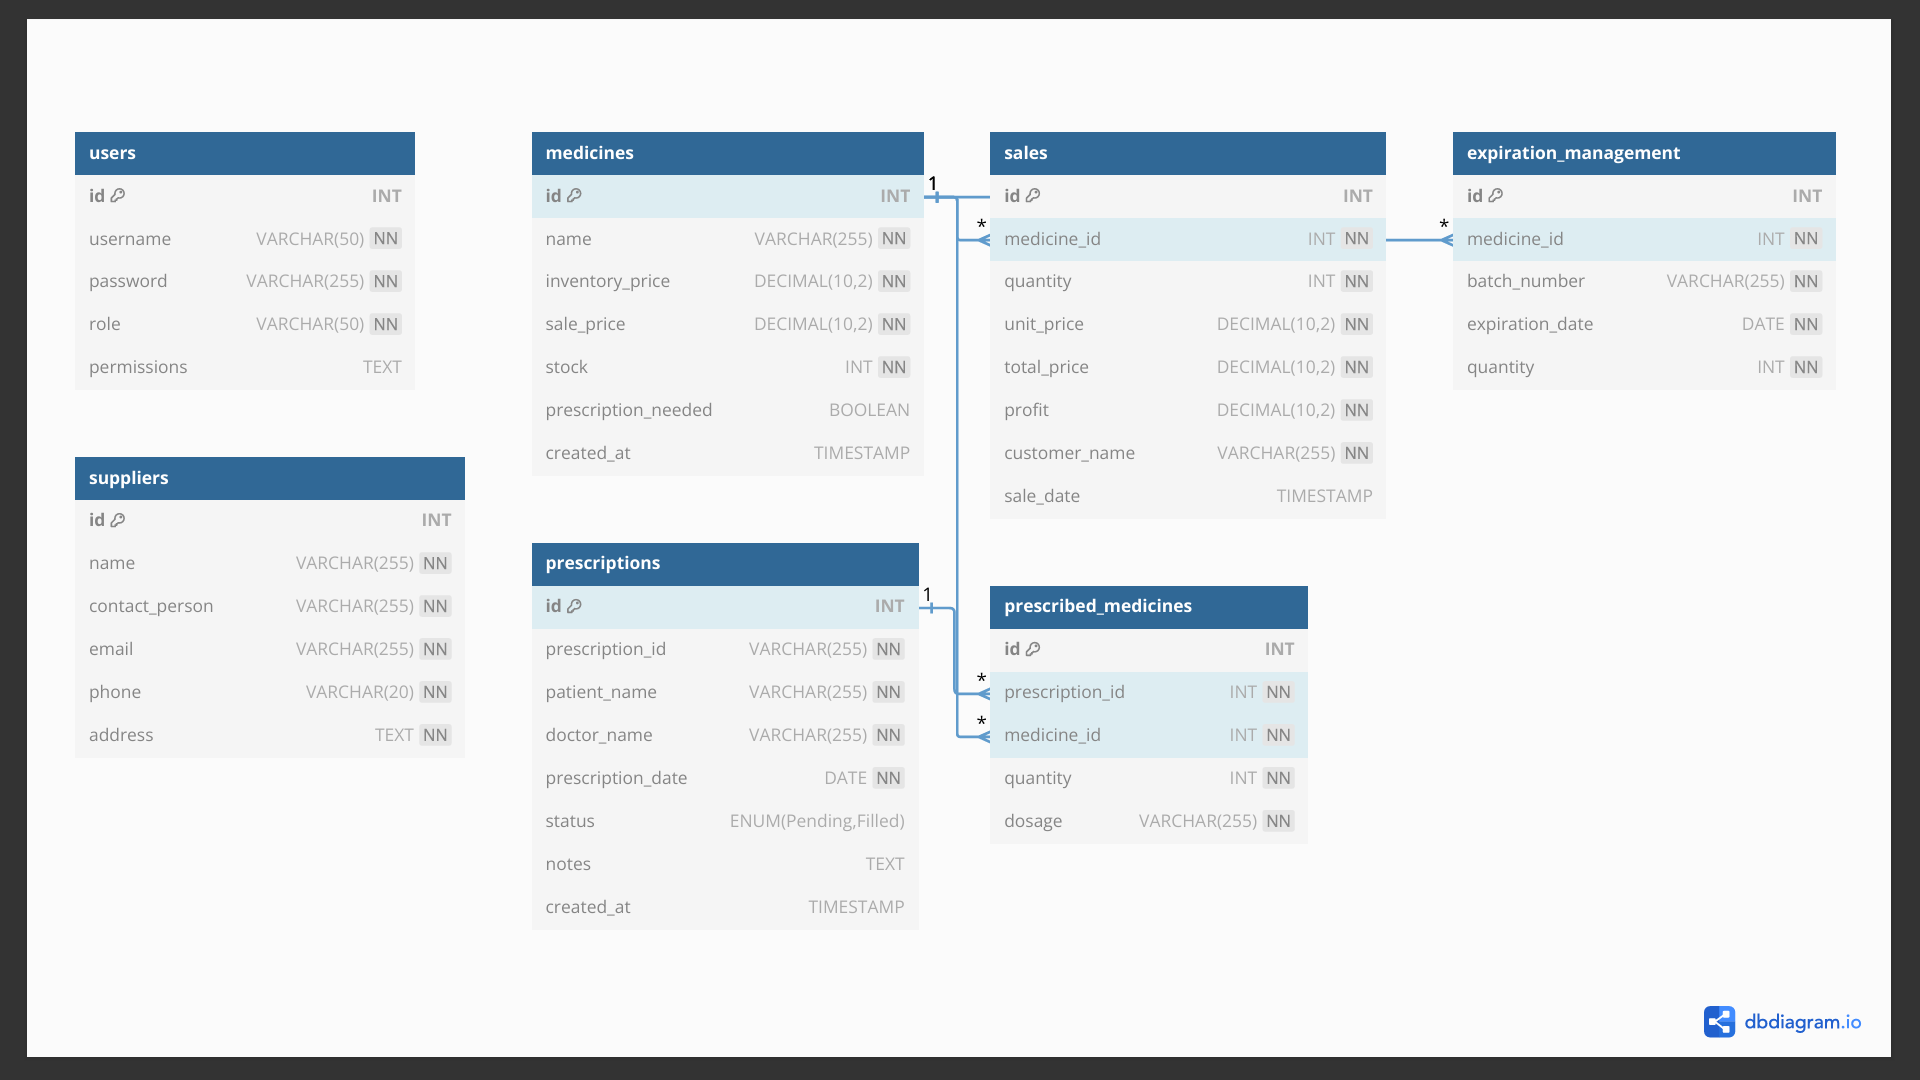 users
id INT
username VARCHAR(50) NN
password VARCHAR(255) NN
role VARCHAR(50) NN
permissions TEXT
suppliers
id INT
name VARCHAR(255) NN
contact_person VARCHAR(255) NN
email VARCHAR(255) NN
phone VARCHAR(20) NN
address TEXT NN
medicines
id INT
name VARCHAR(255) NN
inventory_price DECIMAL(10,2) NN
sale_price DECIMAL(10,2) NN
stock INT NN
prescription_needed BOOLEAN
created_at TIMESTAMP
1
prescriptions
id INT
prescription_id VARCHAR(255) NN
patient_name VARCHAR(255) NN
doctor_name VARCHAR(255) NN
prescription_date DATE NN
status ENUM(Pending,Filled)
notes TEXT
created_at TIMESTAMP
1
sales
id INT
* medicine_id INT NN
quantity INT NN
unit_price DECIMAL(10,2) NN
total_price DECIMAL(10,2) NN
profit DECIMAL(10,2) NN
customer_name VARCHAR(255) NN
sale_date TIMESTAMP
prescribed_medicines
id INT
* prescription_id INT NN
* medicine_id INT NN
quantity INT NN
dosage VARCHAR(255) NN
expiration_management
id INT
* medicine_id INT NN
batch_number VARCHAR(255) NN
expiration_date DATE NN
quantity INT NN
dbdiagram.io